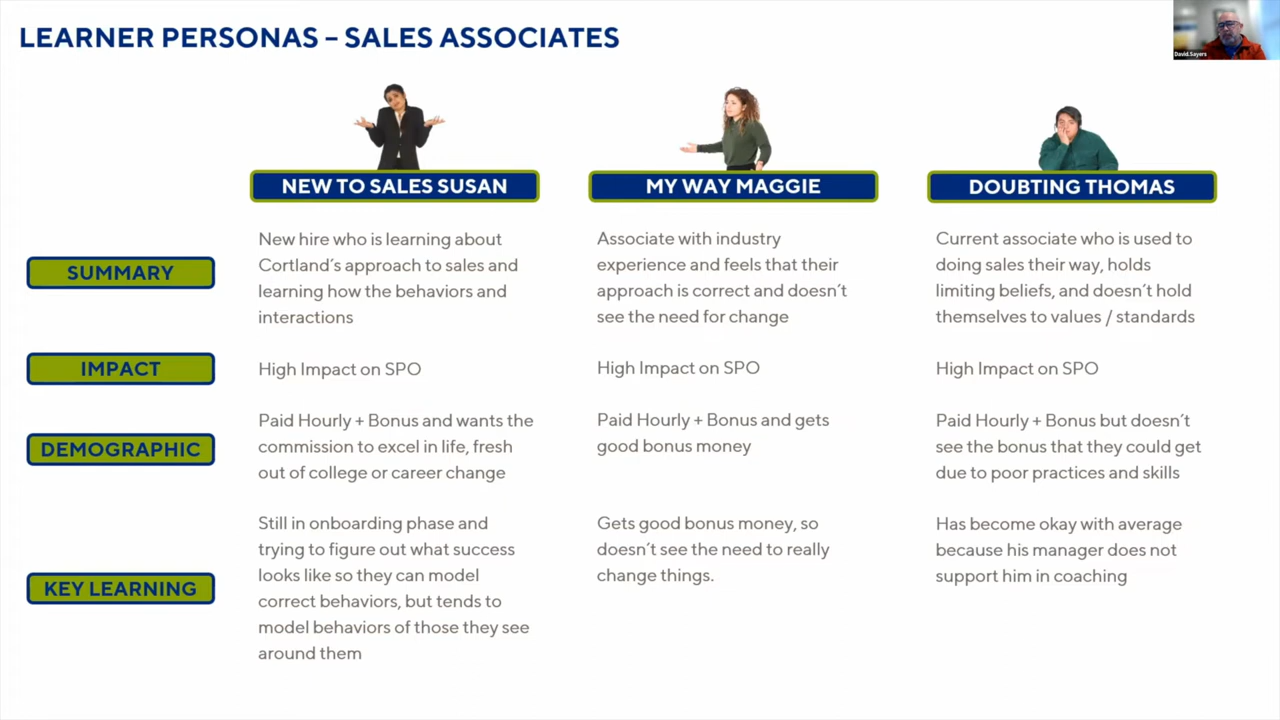 LEARNER PERSONAS – SALES ASSOCIATES
David.Sayers
NEW TO SALES SUSAN
MY WAY MAGGIE
DOUBTING THOMAS
SUMMARY
New hire who is learning about
Cortland's approach to sales and
learning how the behaviors and
interactions
Associate with industry
experience and feels that their
approach is correct and doesn't
see the need for change
Current associate who is used to
doing sales their way, holds
limiting beliefs, and doesn't hold
themselves to values / standards
IMPACT
High Impact on SPO
High Impact on SPO
High Impact on SPO
DEMOGRAPHIC
Paid Hourly + Bonus and wants the
commission to excel in life, fresh
out of college or career change
Paid Hourly + Bonus and gets
good bonus money
Paid Hourly + Bonus but doesn't
see the bonus that they could get
due to poor practices and skills
KEY LEARNING
Still in onboarding phase and
trying to figure out what success
looks like so they can model
correct behaviors, but tends to
model behaviors of those they see
around them
Gets good bonus money, so
doesn't see the need to really
change things.
Has become okay with average
because his manager does not
support him in coaching